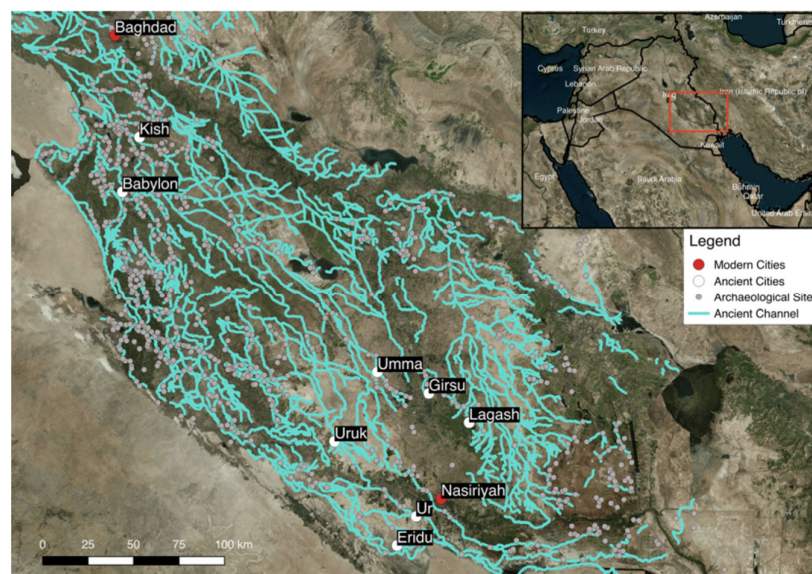 Baghdad
Kish
Babylon
Umma
Girsu
Lagash
Uruk
Nasiriyah
Ur
Eridu
0 25 50 75 100 km
Azerbaijan
Turkey
Cyprus
Syrian Arab Republic
Lebanon
Iraq
Iran (Islamic Republic of)
Palestine
Jordan
Kuwait
Egypt
Saudi Arabia
Bahrain
Qatar
United Arab
Legend
Modern Cities
Ancient Cities
Archaeological Site
Ancient Channel